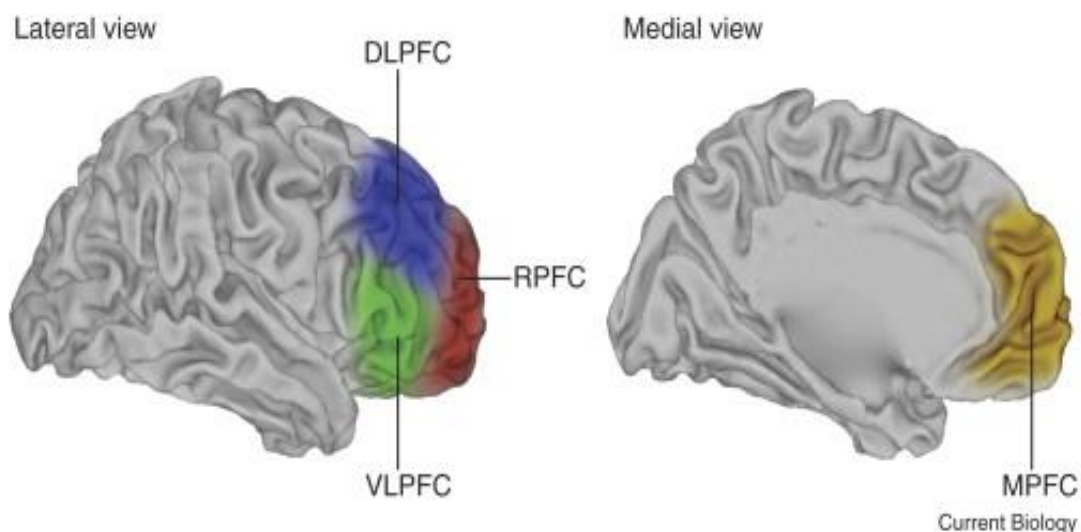 Lateral view
Medial view
DLPFC
RPFC
VLPFC
MPFC
Current Biology